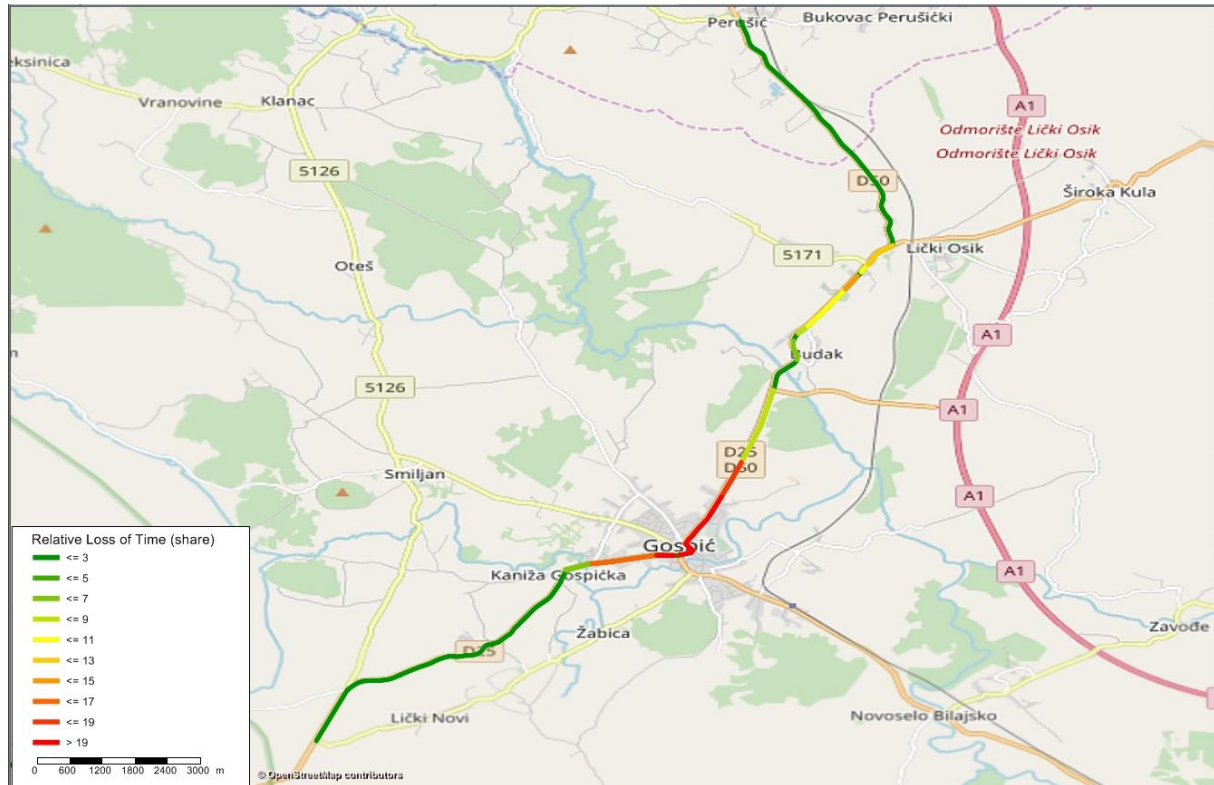 Perušić
Bukovac Perušićki
eksinica
Vranovine
Klanac
A1
Odmorište Lički Osik
Odmorište Lički Osik
5126
D50
Široka Kula
Lički Osik
5171
Oteš
A1
m
Budak
5126
A1
D25
D50
Smiljan
A1
Gospić
Kaniža Gospićka
A1
Žabica
Zavođe
D25
Lički Novi
Novoselo Bilajsko
Relative Loss of Time (share)
<= 3
<= 5
<= 7
<= 9
<= 11
<= 13
<= 15
<= 17
<= 19
> 19
0 600 1200 1800 2400 3000 m
© OpenStreetMap contributors